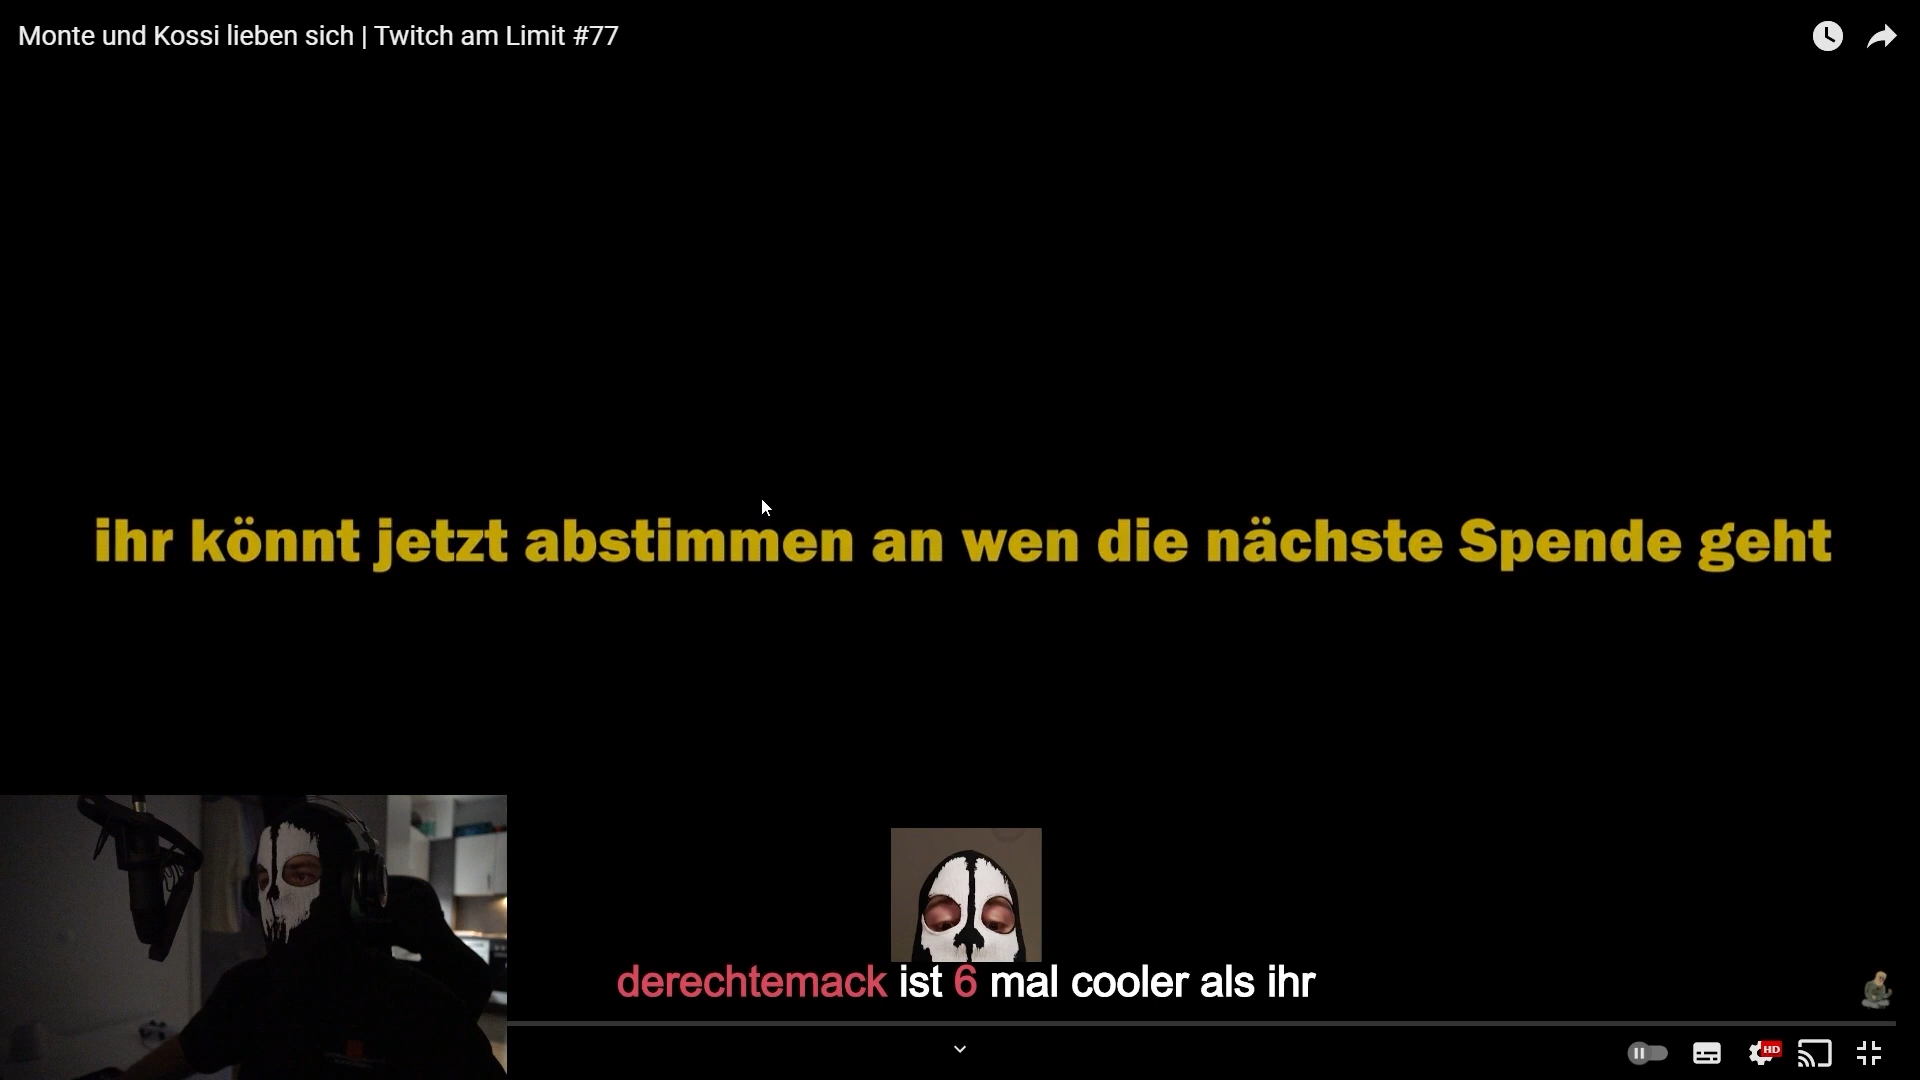 Monte und Kossi lieben sich | Twitch am Limit #77
ihr könnt jetzt abstimmen an wen die nächste Spende geht
derechtemack ist 6 mal cooler als ihr
HD